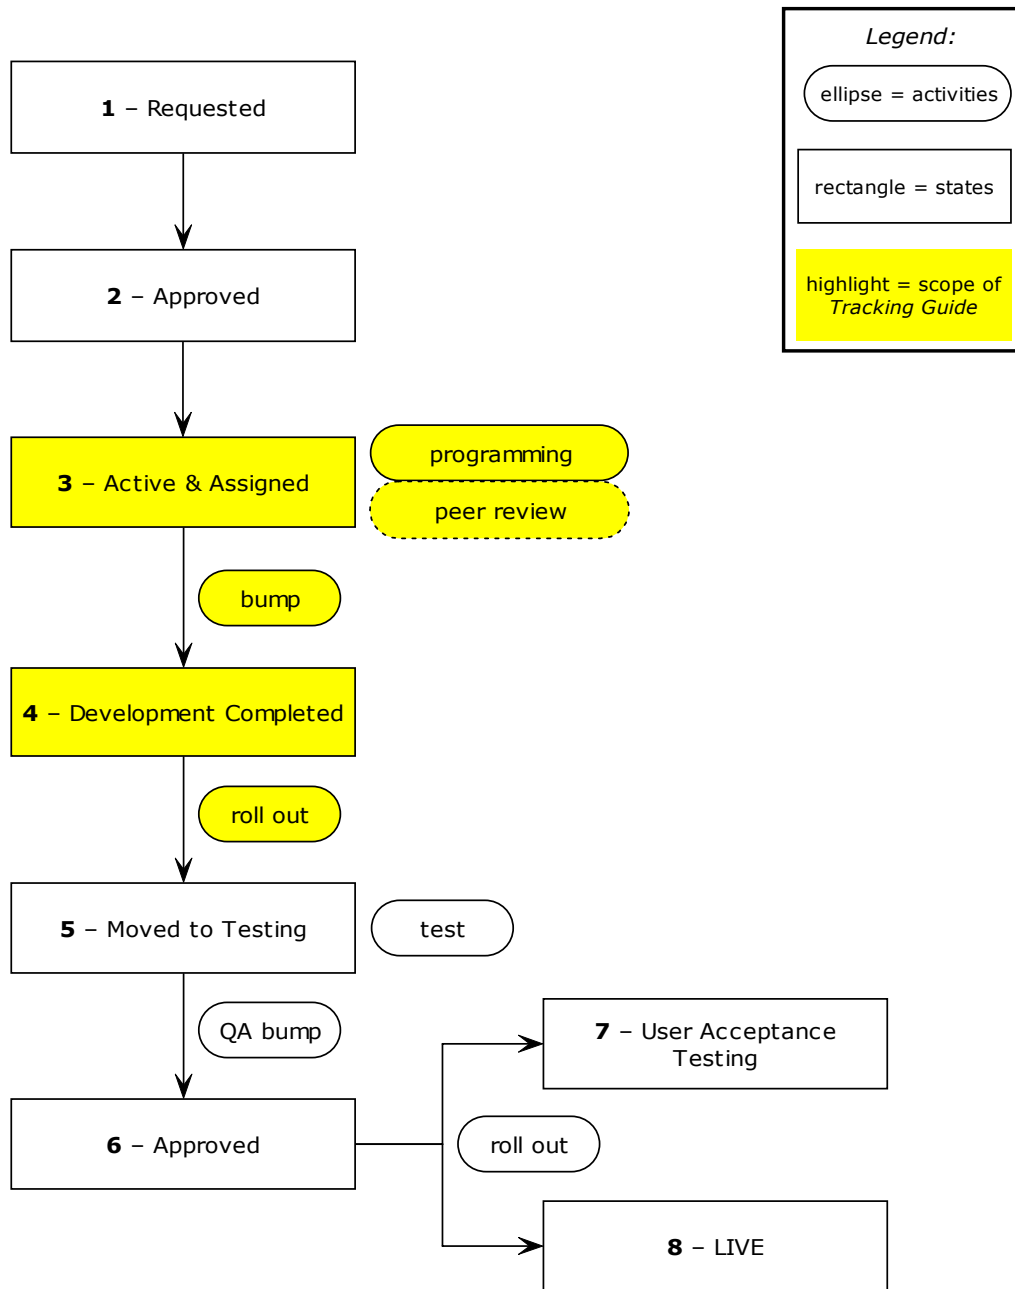 Legend:
ellipse = activities
rectangle = states
highlight = scope of
Tracking Guide
1 – Requested
2 – Approved
3 – Active & Assigned
programming
peer review
bump
4 – Development Completed
roll out
5 – Moved to Testing
test
QA bump
6 – Approved
roll out
7 – User Acceptance
Testing
8 – LIVE